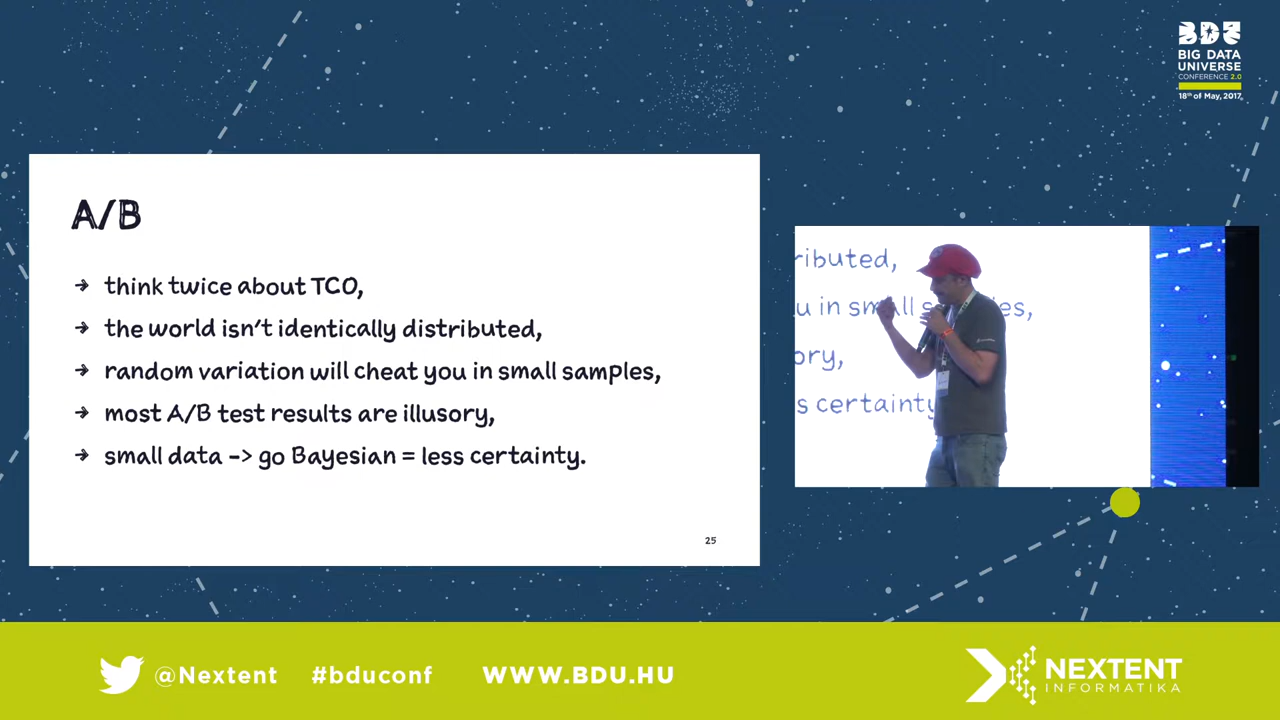 BDU
BIG DATA
UNIVERSE
CONFERENCE 2.0
18th of May, 2017
A/B
→ think twice about TCO,
→ the world isn't identically distributed,
→ random variation will cheat you in small samples,
→ most A/B test results are illusory,
→ small data -> go Bayesian = less certainty.
25
ributed,
u in small samples,
ory,
s certainty
@Nextent #bduconf WWW.BDU.HU
NEXTENT
INFORMATIKA